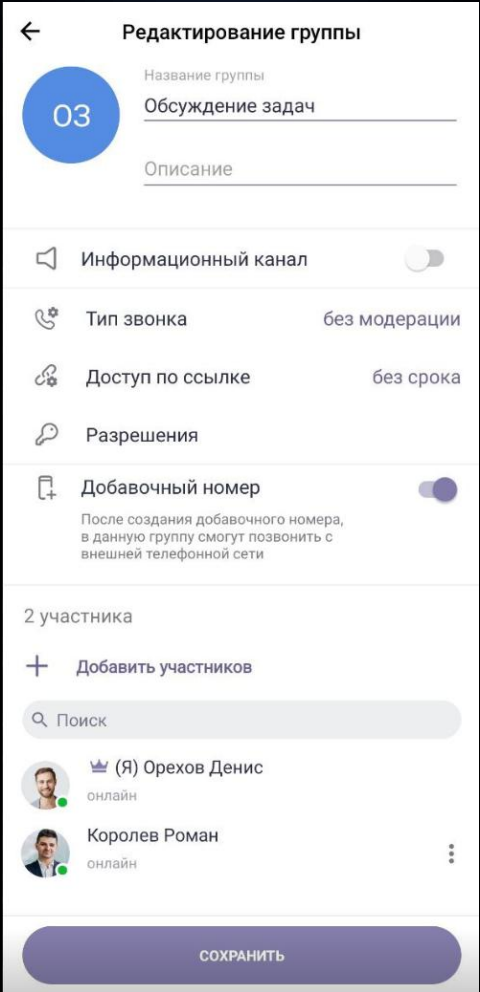 Редактирование группы
ОЗ
Название группы
Обсуждение задач
Описание
Информационный канал
Тип звонка без модерации
Доступ по ссылке без срока
Разрешения
Добавочный номер
После создания добавочного номера,
в данную группу смогут позвонить с
внешней телефонной сети
2 участника
Добавить участников
Поиск
(Я) Орехов Денис
онлайн
Королев Роман
онлайн
СОХРАНИТЬ